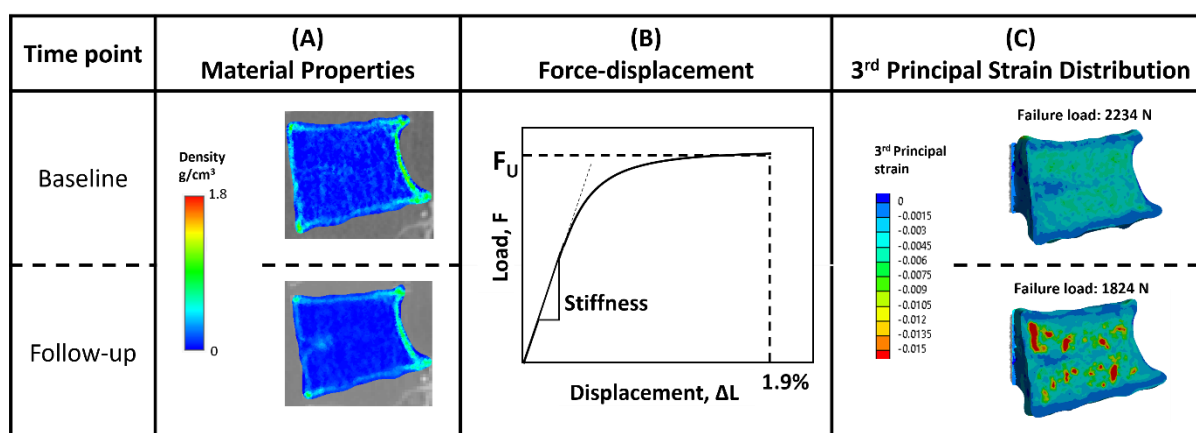 Time point
(A)
Material Properties
(B)
Force-displacement
(C)
3rd Principal Strain Distribution
Baseline
Density
g/cm³
1.8
0
Follow-up
F_U
Load, F
Stiffness
Displacement, ΔL
1.9%
Failure load: 2234 N
3rd Principal
strain
0
-0.0015
-0.003
-0.0045
-0.006
-0.0075
-0.009
-0.0105
-0.012
-0.0135
-0.015
Failure load: 1824 N